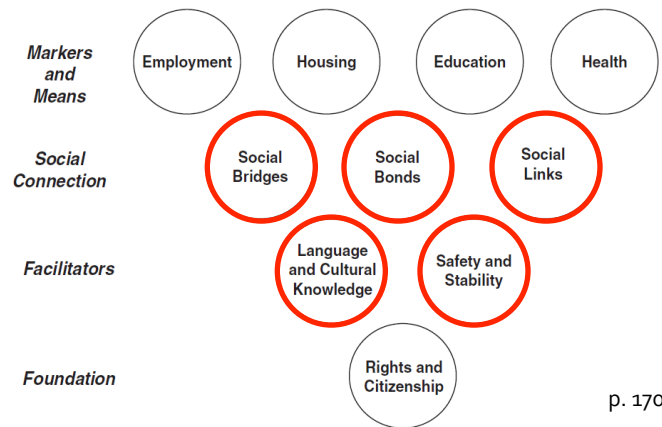 Markers
and
Means
Employment
Housing
Education
Health
Social
Connection
Social
Bridges
Social
Bonds
Social
Links
Facilitators
Language
and Cultural
Knowledge
Safety and
Stability
Foundation
Rights and
Citizenship
p. 170